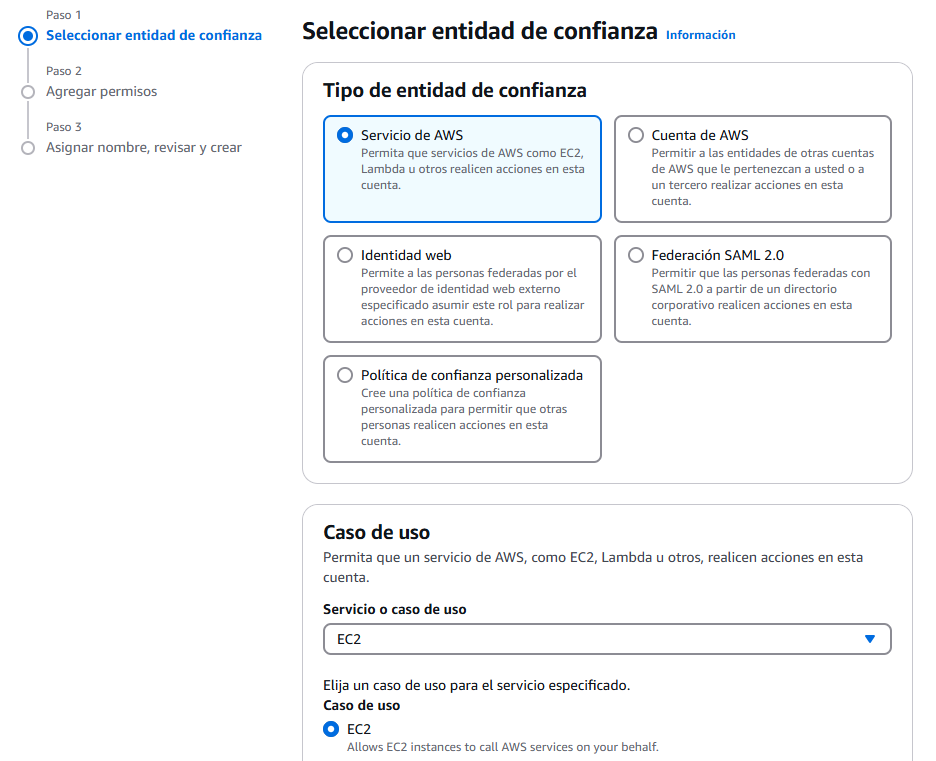 Paso 1
Seleccionar entidad de confianza
Paso 2
Agregar permisos
Paso 3
Asignar nombre, revisar y crear
Seleccionar entidad de confianza Información
Tipo de entidad de confianza
Servicio de AWS
Permita que servicios de AWS como EC2,
Lambda u otros realicen acciones en esta
cuenta.
Cuenta de AWS
Permitir a las entidades de otras cuentas
de AWS que le pertenezcan a usted o a
un tercero realizar acciones en esta
cuenta.
Identidad web
Permite a las personas federadas por el
proveedor de identidad web externo
especificado asumir este rol para realizar
acciones en esta cuenta.
Federación SAML 2.0
Permitir que las personas federadas con
SAML 2.0 a partir de un directorio
corporativo realicen acciones en esta
cuenta.
Política de confianza personalizada
Cree una política de confianza
personalizada para permitir que otras
personas realicen acciones en esta
cuenta.
Caso de uso
Permita que un servicio de AWS, como EC2, Lambda u otros, realicen acciones en esta
cuenta.
Servicio o caso de uso
EC2
Elija un caso de uso para el servicio especificado.
Caso de uso
EC2
Allows EC2 instances to call AWS services on your behalf.